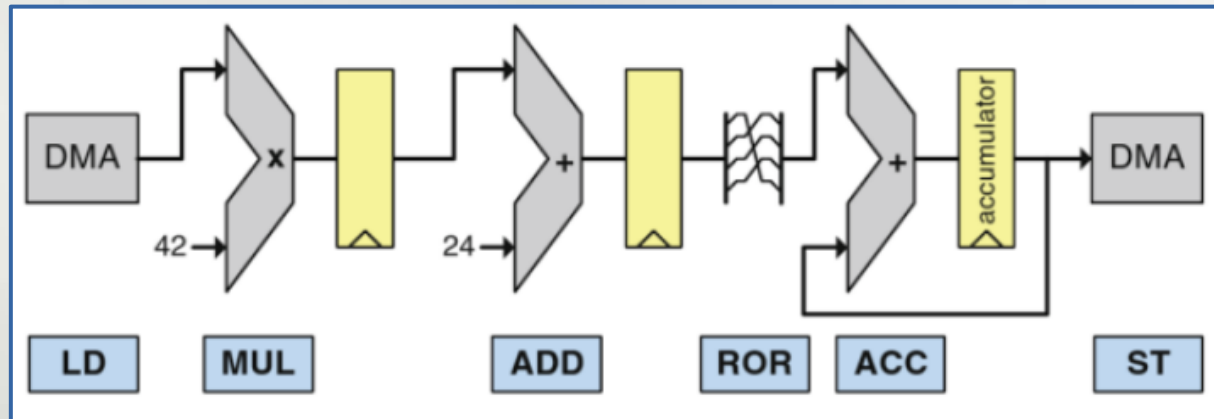 DMA
x
42
+
24
+
accumulator
DMA
LD
MUL
ADD
ROR
ACC
ST